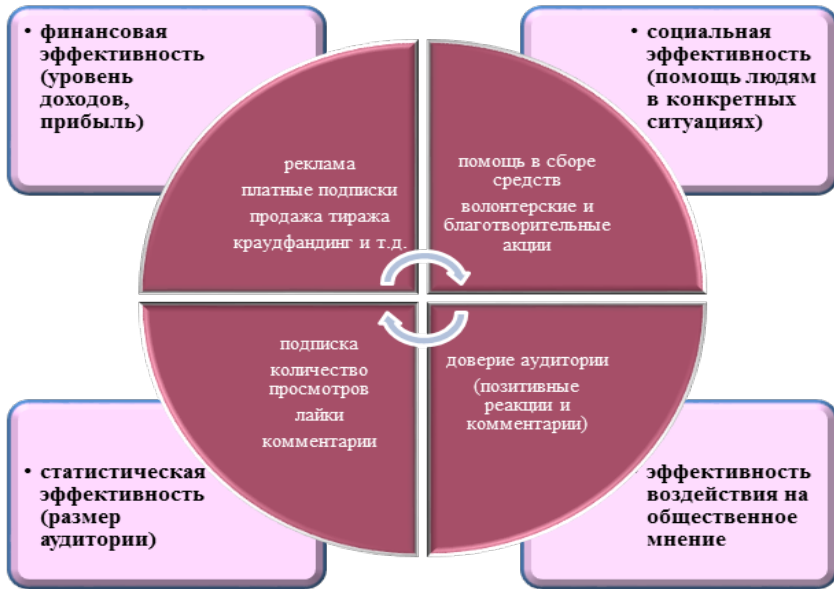 • финансовая
эффективность
(уровень
доходов,
прибыль)
• социальная
эффективность
(помощь людям
в конкретных
ситуациях)
реклама
платные подписки
продажа тиража
краудфандинг и т.д.
помощь в сборе
средств
волонтерские и
благотворительные
акции
подписка
количество
просмотров
лайки
комментарии
доверие аудитории
(позитивные
реакции и
комментарии)
• статистическая
эффективность
(размер
аудитории)
• эффективность
воздействия на
общественное
мнение